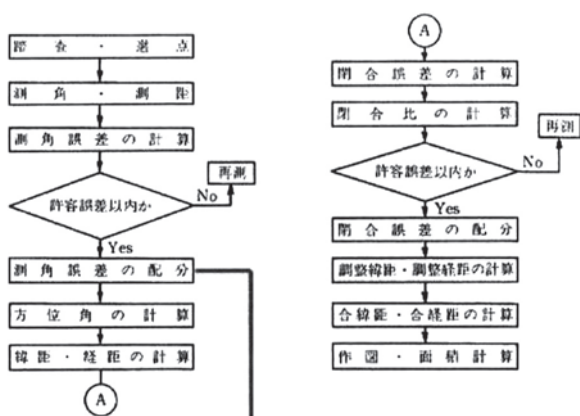 踏査・選点
測角・測距
測角誤差の計算
再測
許容誤差以内か
No
Yes
測角誤差の配分
方位角の計算
緯距・経距の計算
A
A
閉合誤差の計算
閉合比の計算
再測
許容誤差以内か
No
Yes
閉合誤差の配分
調整緯距・調整経距の計算
合緯距・合経距の計算
作図・面積計算